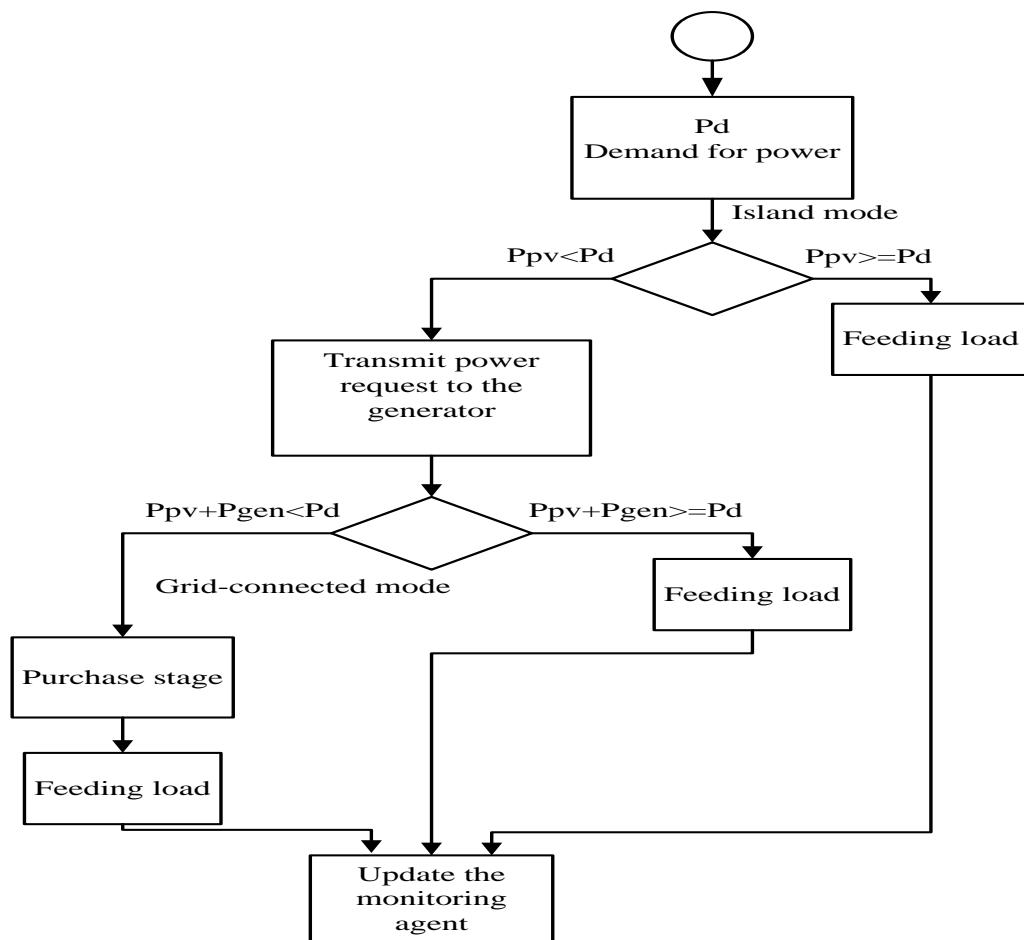 Pd
Demand for power
Island mode
Ppv<Pd
Ppv>=Pd
Feeding load
Transmit power
request to the
generator
Ppv+Pgen<Pd
Ppv+Pgen>=Pd
Grid-connected mode
Feeding load
Purchase stage
Feeding load
Update the
monitoring
agent